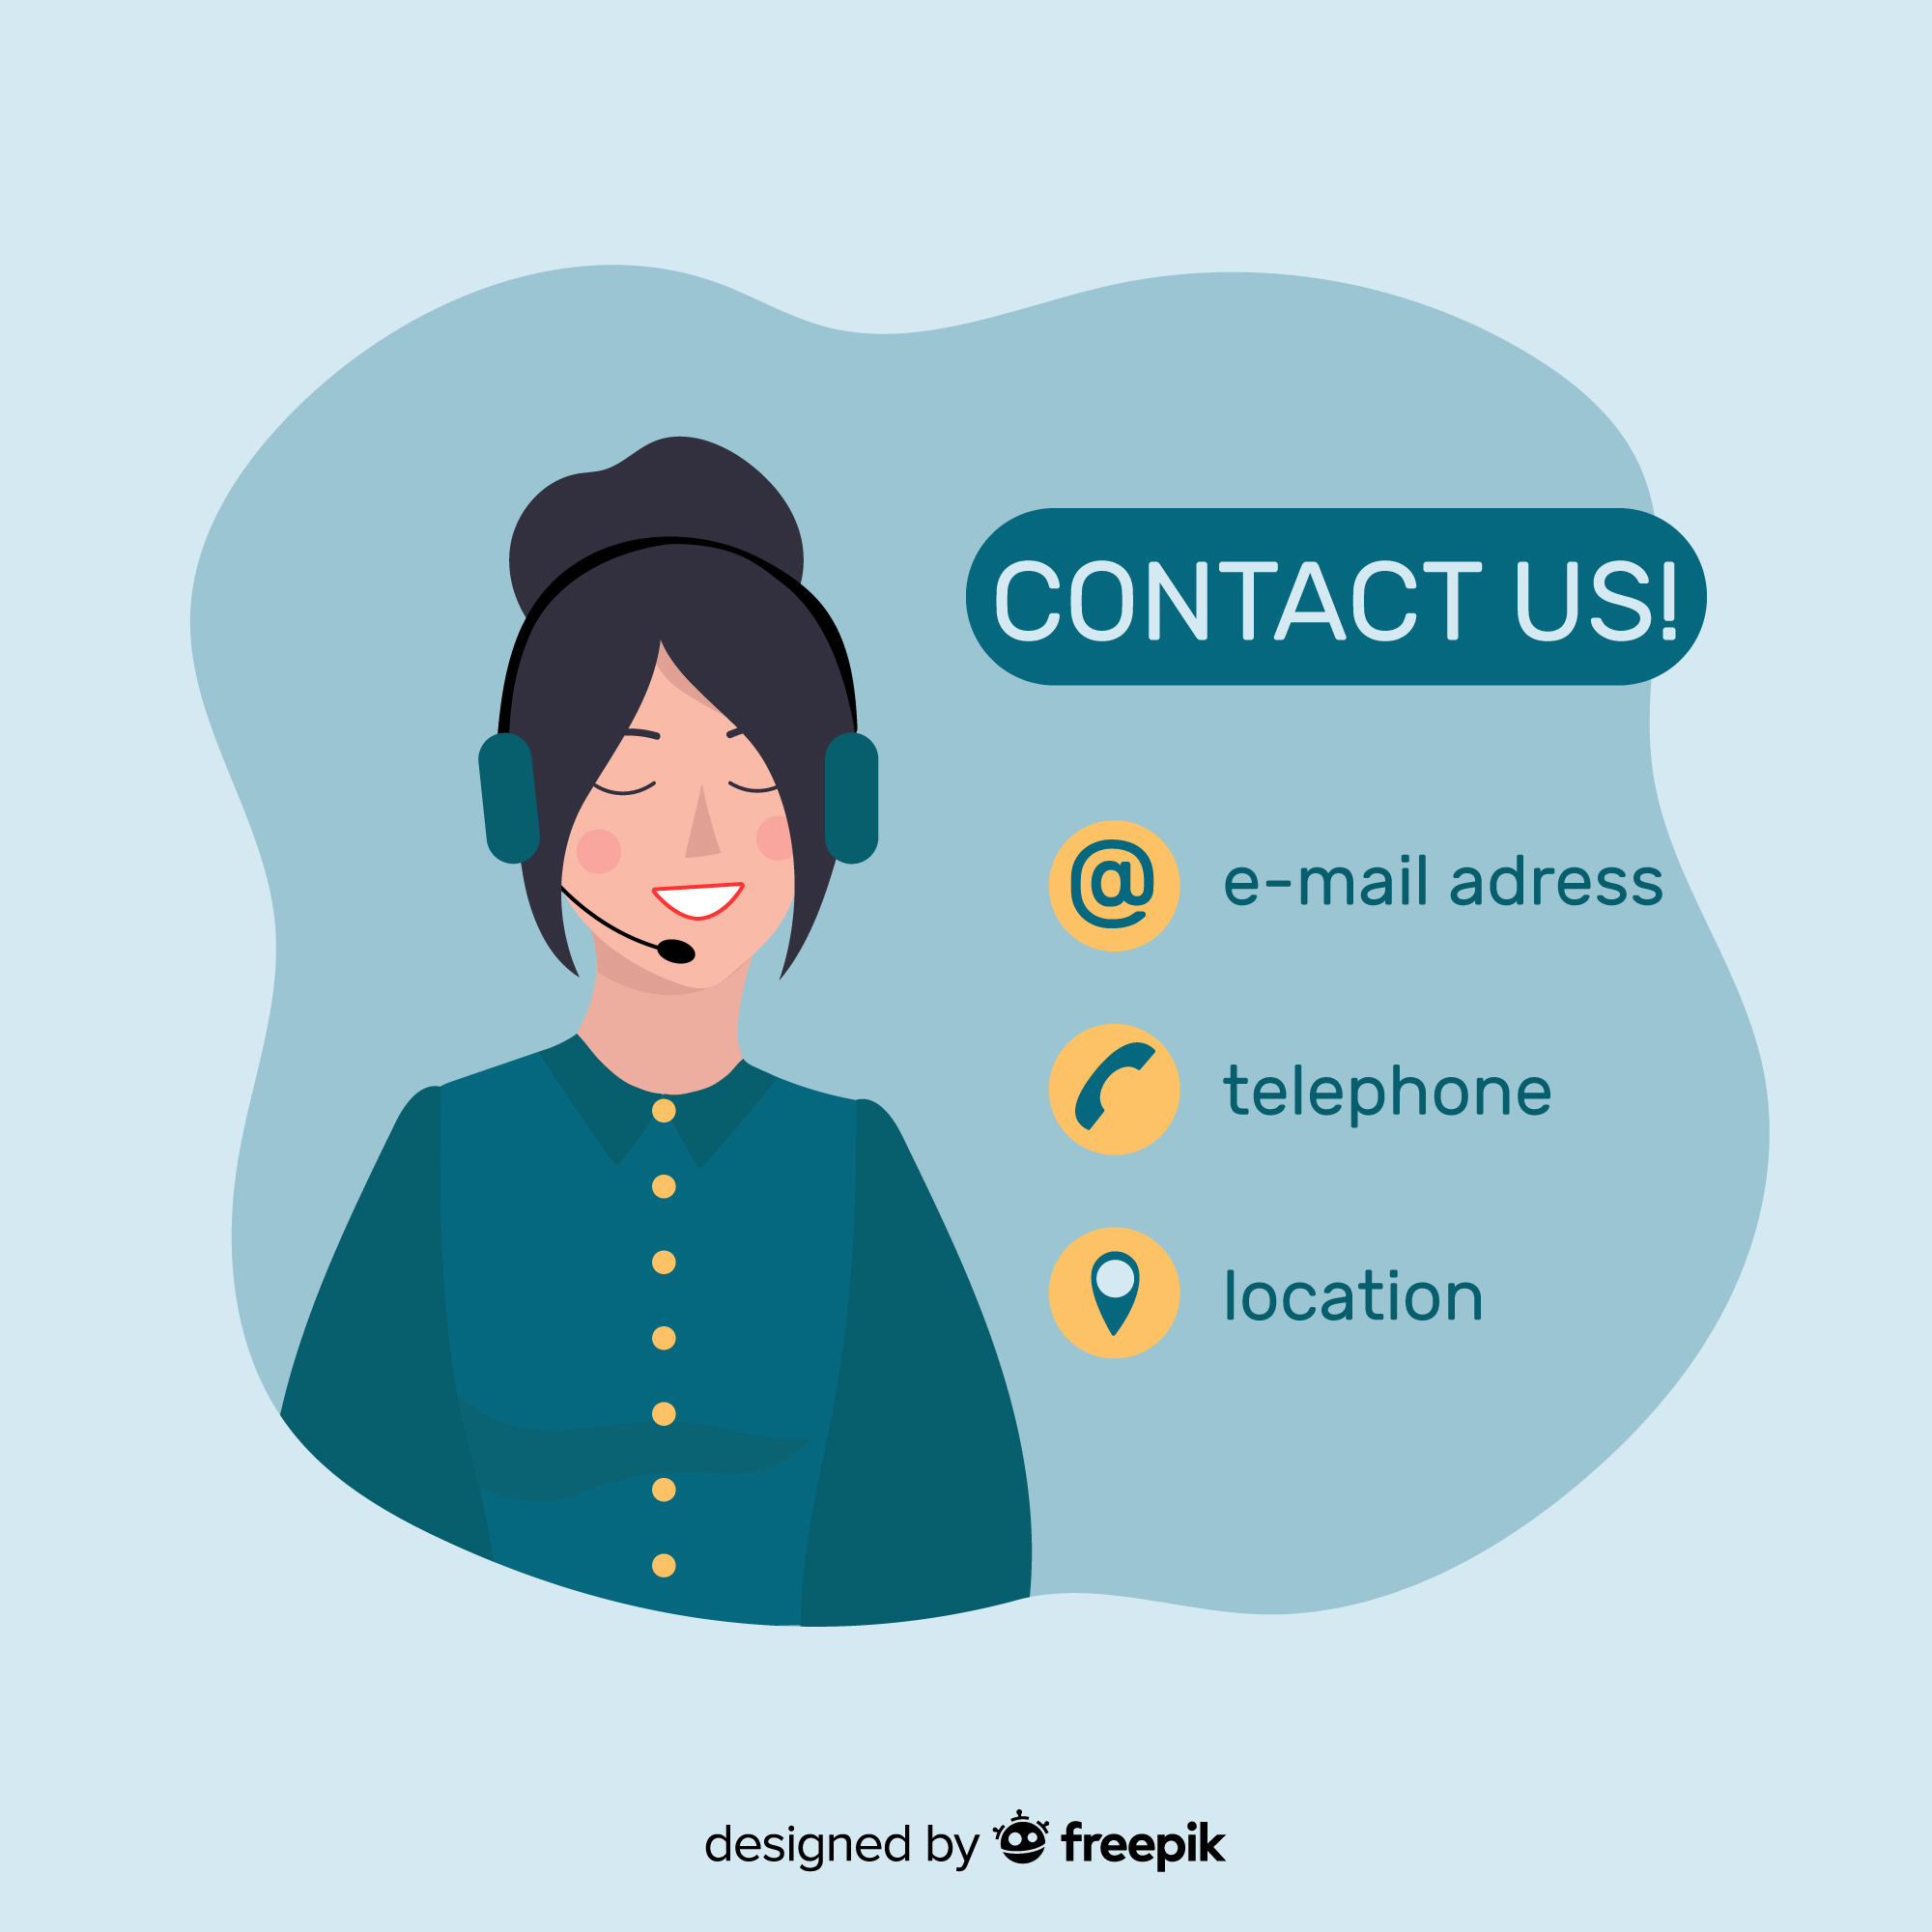 CONTACT US!
@
e-mail adress
telephone
location
designed by freepik